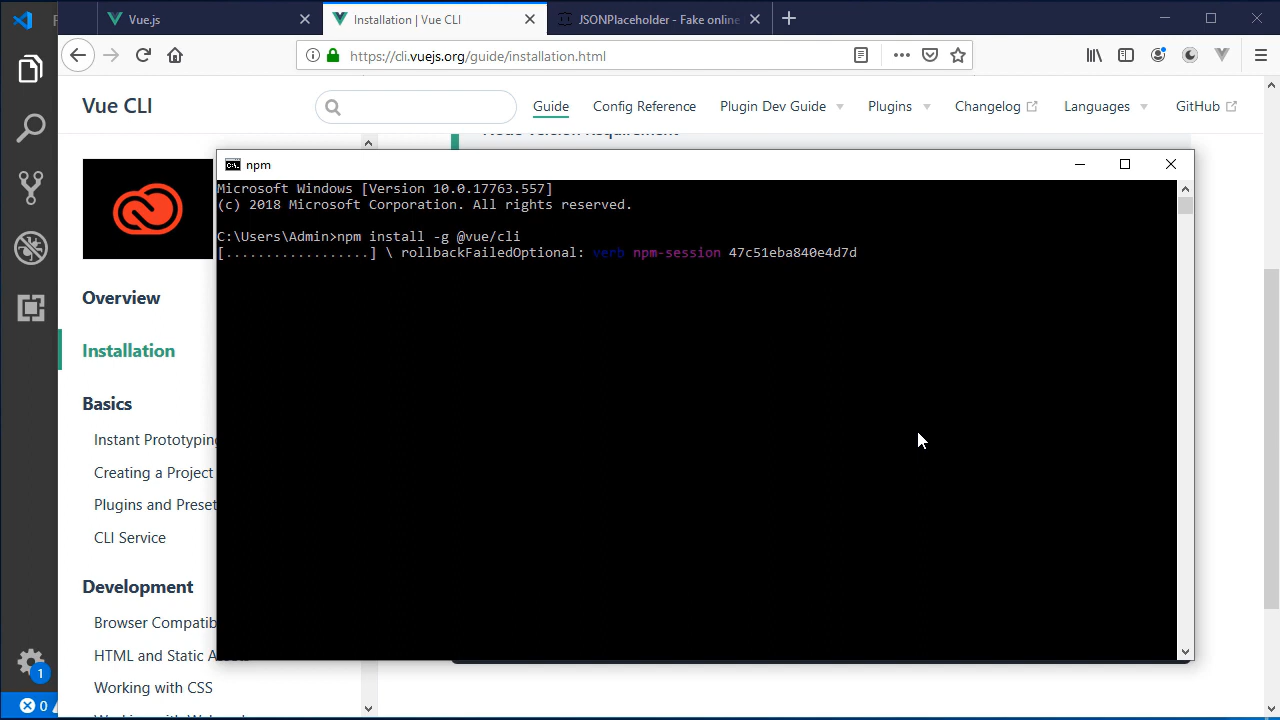 Vue.js
Installation | Vue CLI
JSONPlaceholder - Fake online
https://cli.vuejs.org/guide/installation.html
Vue CLI
Guide
Config Reference
Plugin Dev Guide
Plugins
Changelog
Languages
GitHub
npm
Microsoft Windows [Version 10.0.17763.557]
(c) 2018 Microsoft Corporation. All rights reserved.
C:\Users\Admin>npm install -g @vue/cli
[..................] \ rollbackFailedOptional: verb npm-session 47c51eba840e4d7d
Overview
Installation
Basics
Instant Prototyping
Creating a Project
Plugins and Preset
CLI Service
Development
Browser Compatib
HTML and Static A
Working with CSS
1
0